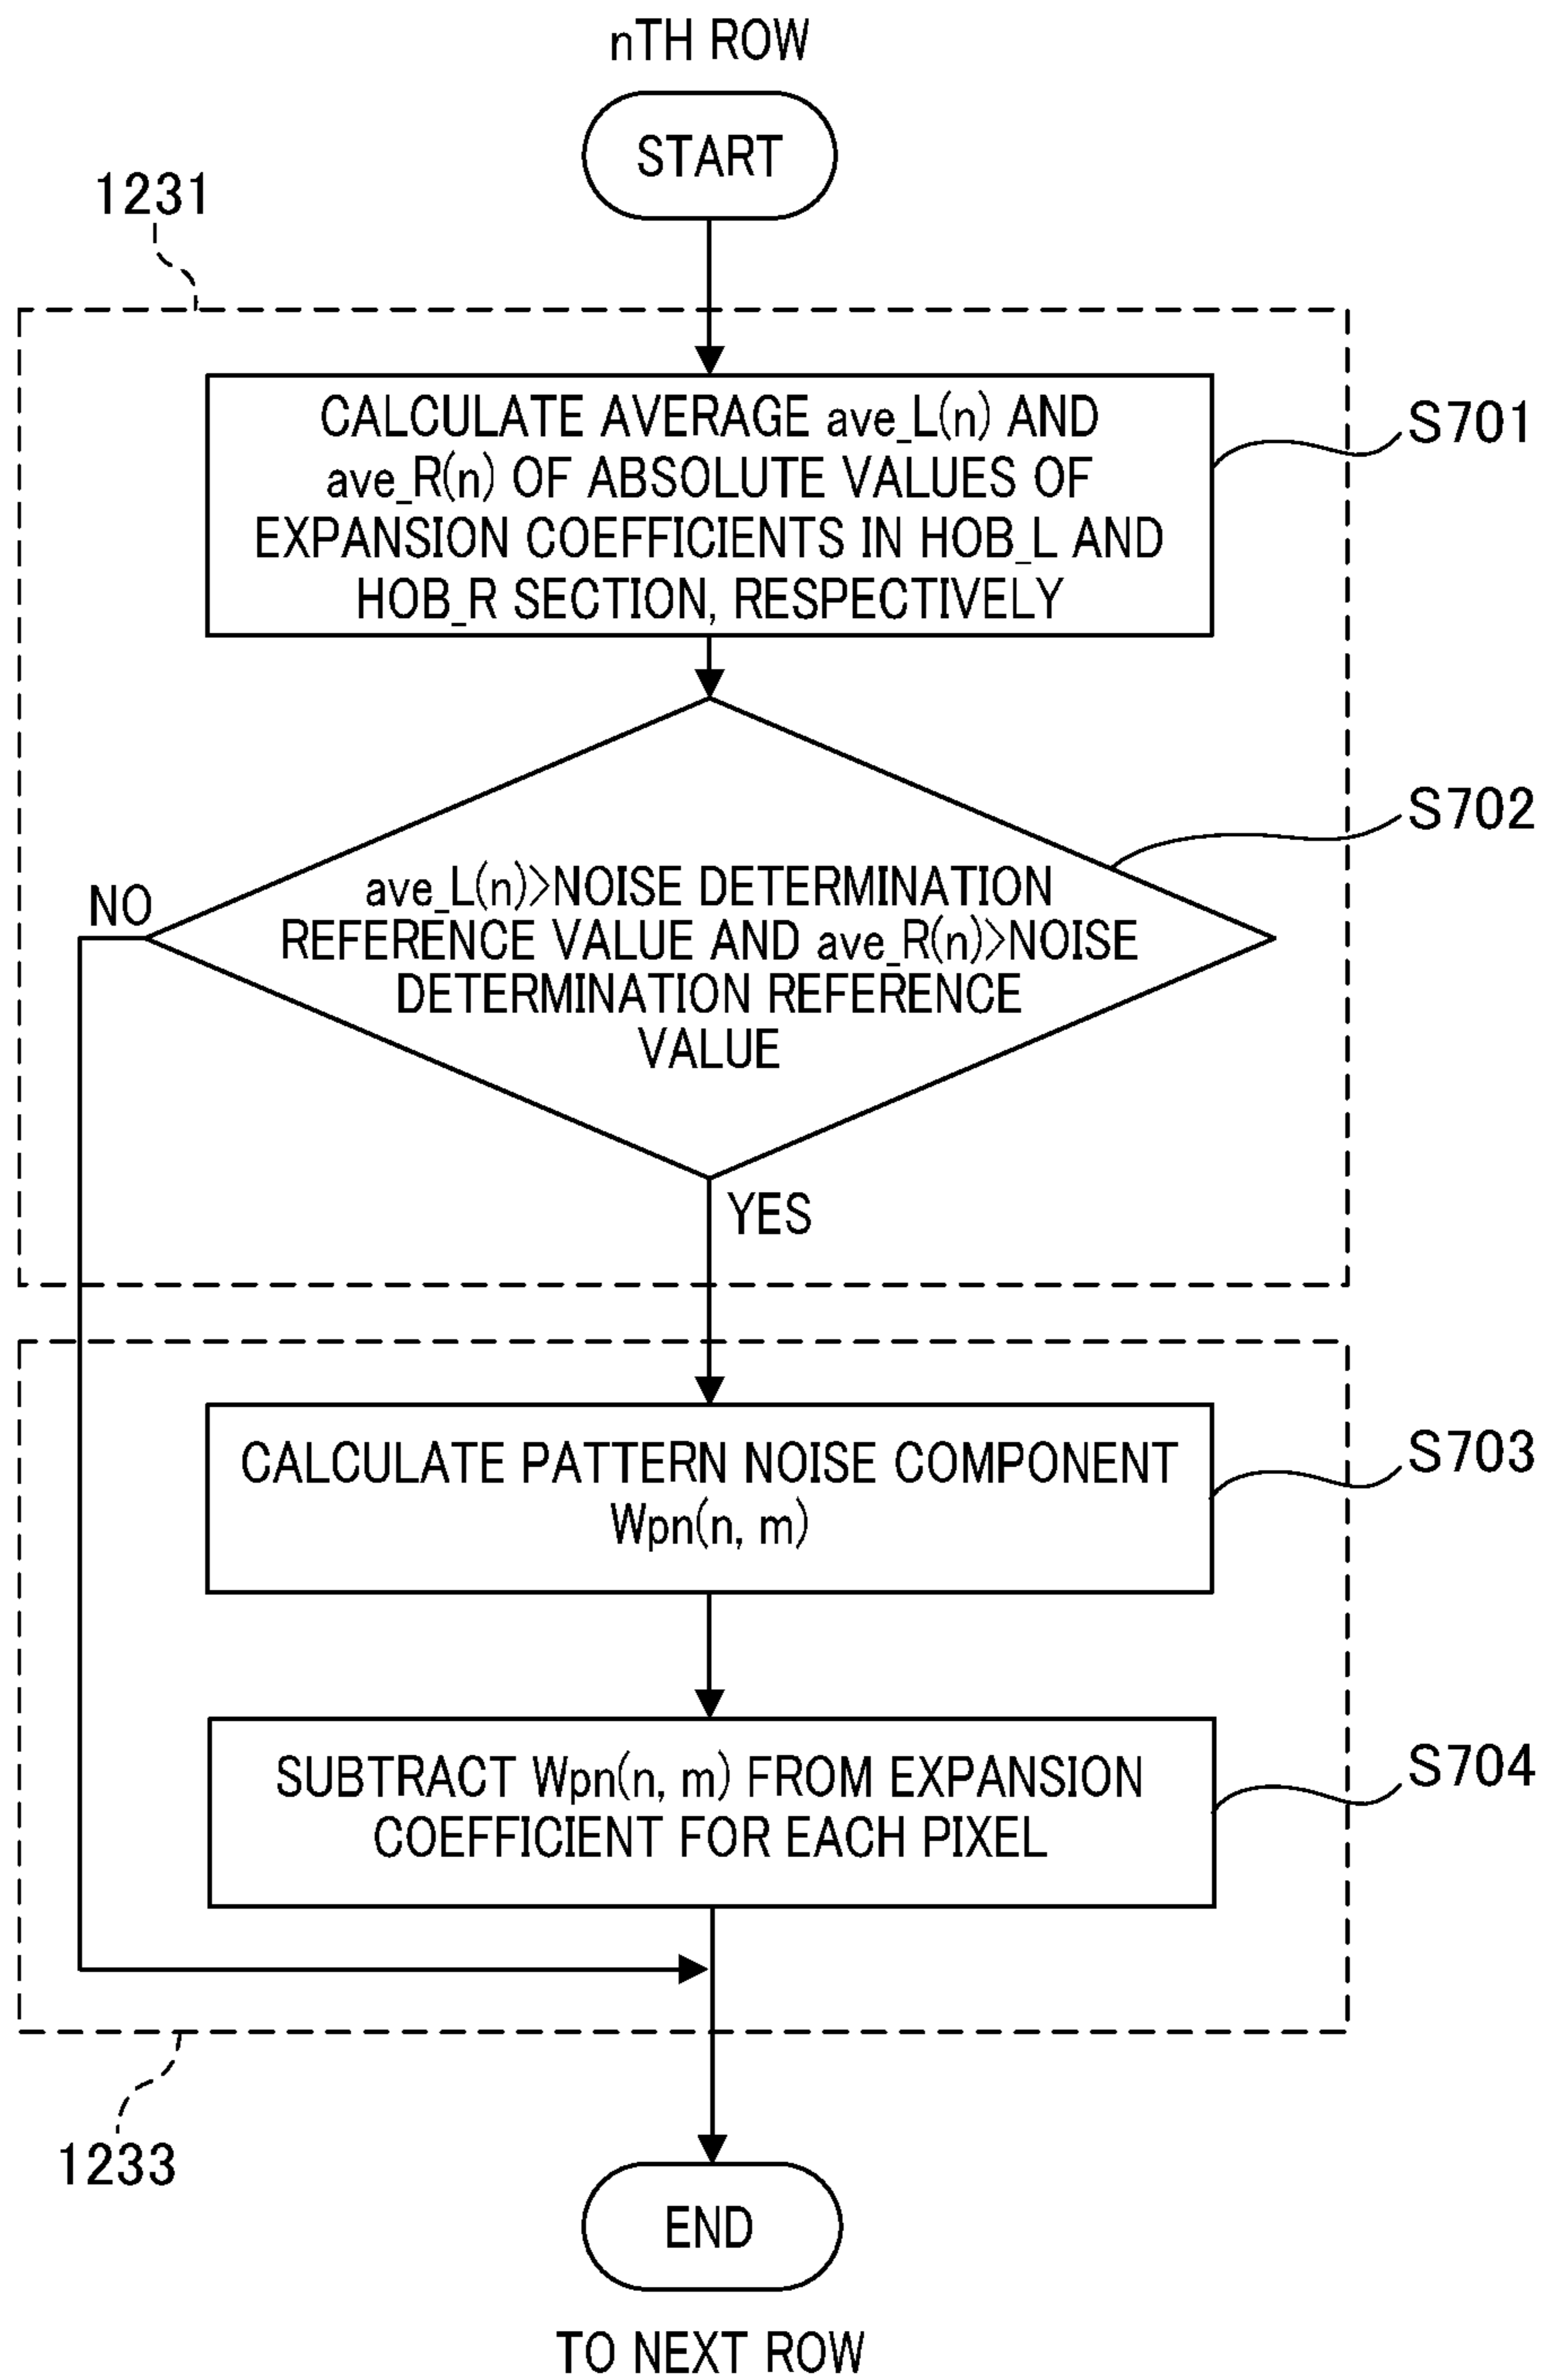 nTH ROW
START
1231
CALCULATE AVERAGE ave_L(n) AND
ave_R(n) OF ABSOLUTE VALUES OF
EXPANSION COEFFICIENTS IN HOB_L AND
HOB_R SECTION, RESPECTIVELY
S701
S702
NO
ave_L(n)>NOISE DETERMINATION
REFERENCE VALUE AND ave_R(n)>NOISE
DETERMINATION REFERENCE
VALUE
YES
CALCULATE PATTERN NOISE COMPONENT
Wpn(n, m)
S703
SUBTRACT Wpn(n, m) FROM EXPANSION
COEFFICIENT FOR EACH PIXEL
S704
1233
END
TO NEXT ROW